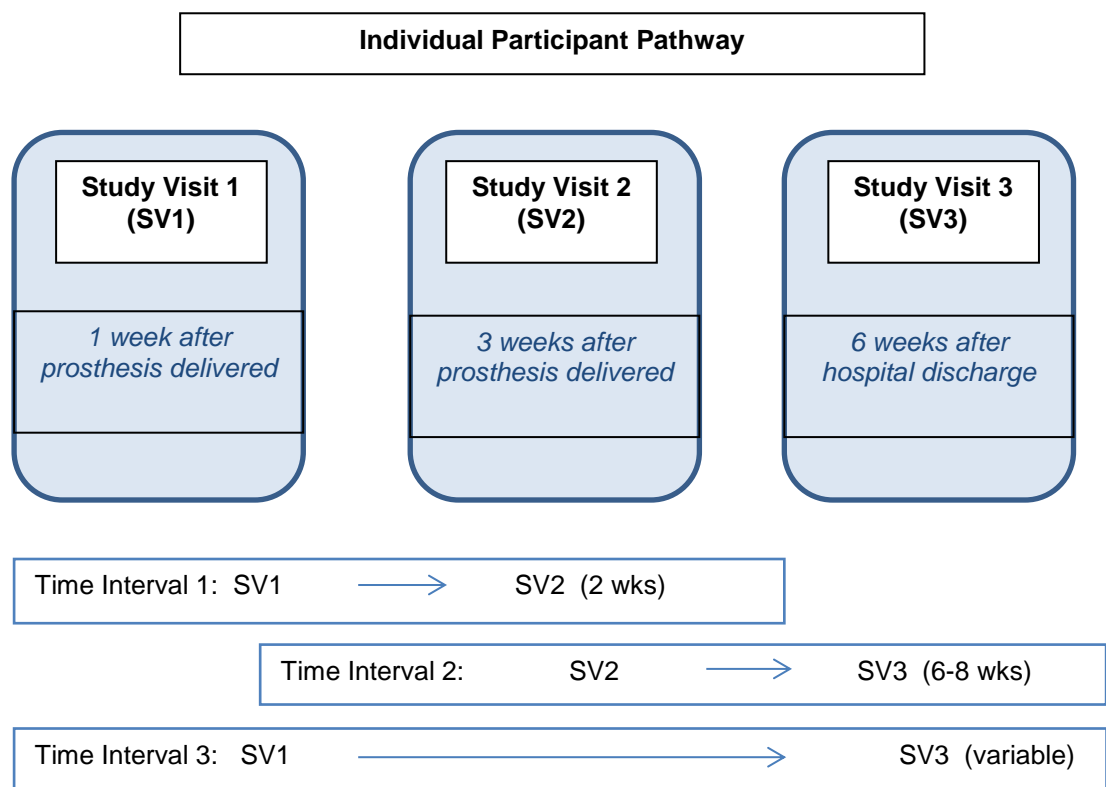 Individual Participant Pathway
Study Visit 1
(SV1)
1 week after
prosthesis delivered
Study Visit 2
(SV2)
3 weeks after
prosthesis delivered
Study Visit 3
(SV3)
6 weeks after
hospital discharge
Time Interval 1: SV1 SV2 (2 wks)
Time Interval 2: SV2 SV3 (6-8 wks)
Time Interval 3: SV1 SV3 (variable)